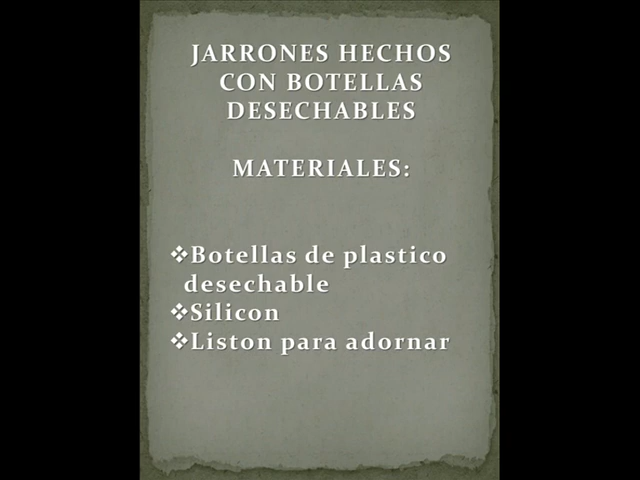 JARRONES HECHOS
CON BOTELLAS
DESECHABLES
MATERIALES:
❖Botellas de plastico
desechable
❖Silicon
❖Liston para adornar